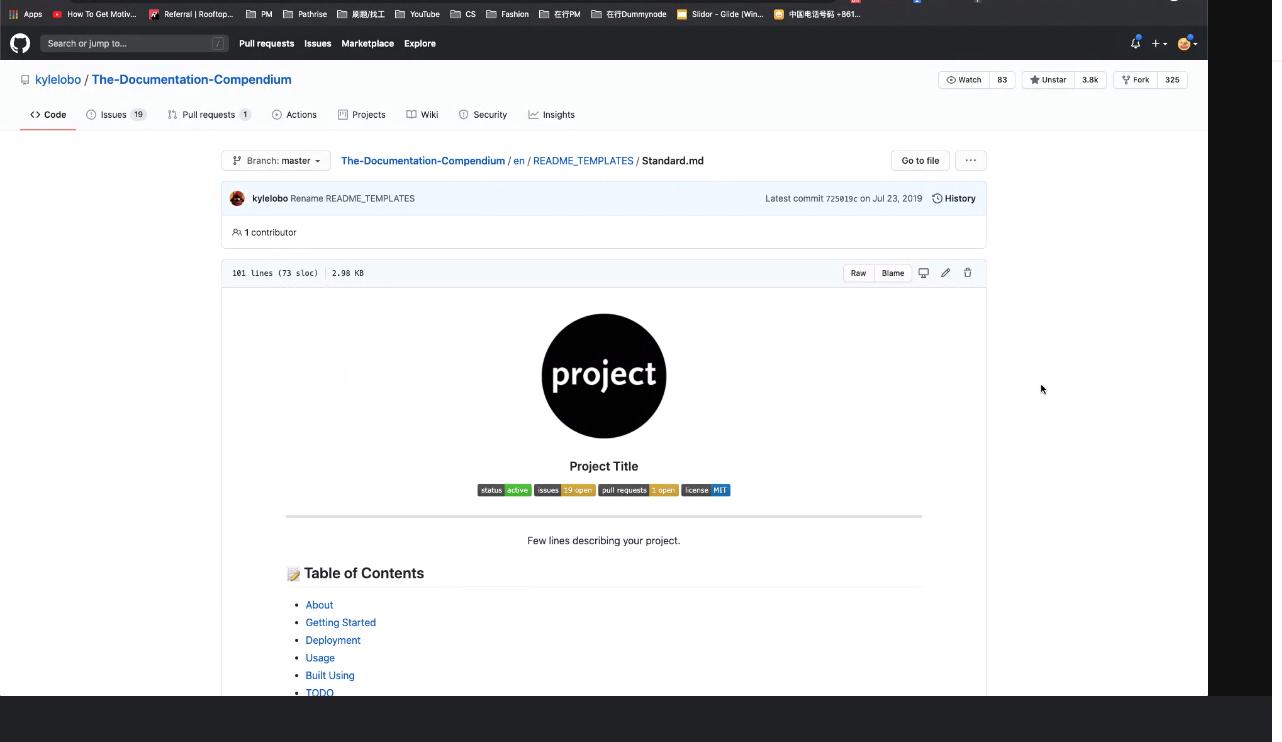 Apps How To Get Motiv... Referral | Rooftop... PM Pathrise 刷题/找工 YouTube CS Fashion 在行PM 在行Dummynode Slidor - Glide (Win... 中国电话号码 +861...
Search or jump to... / Pull requests Issues Marketplace Explore
kylelobo / The-Documentation-Compendium Watch 83 Unstar 3.8k Fork 325
Code Issues 19 Pull requests 1 Actions Projects Wiki Security Insights
Branch: master The-Documentation-Compendium / en / README_TEMPLATES / Standard.md Go to file ...
kylelobo Rename README_TEMPLATES Latest commit 725019c on Jul 23, 2019 History
1 contributor
101 lines (73 sloc) 2.98 KB Raw Blame
project
Project Title
status active issues 19 open pull requests 1 open license MIT
Few lines describing your project.
Table of Contents
About
Getting Started
Deployment
Usage
Built Using
TODO